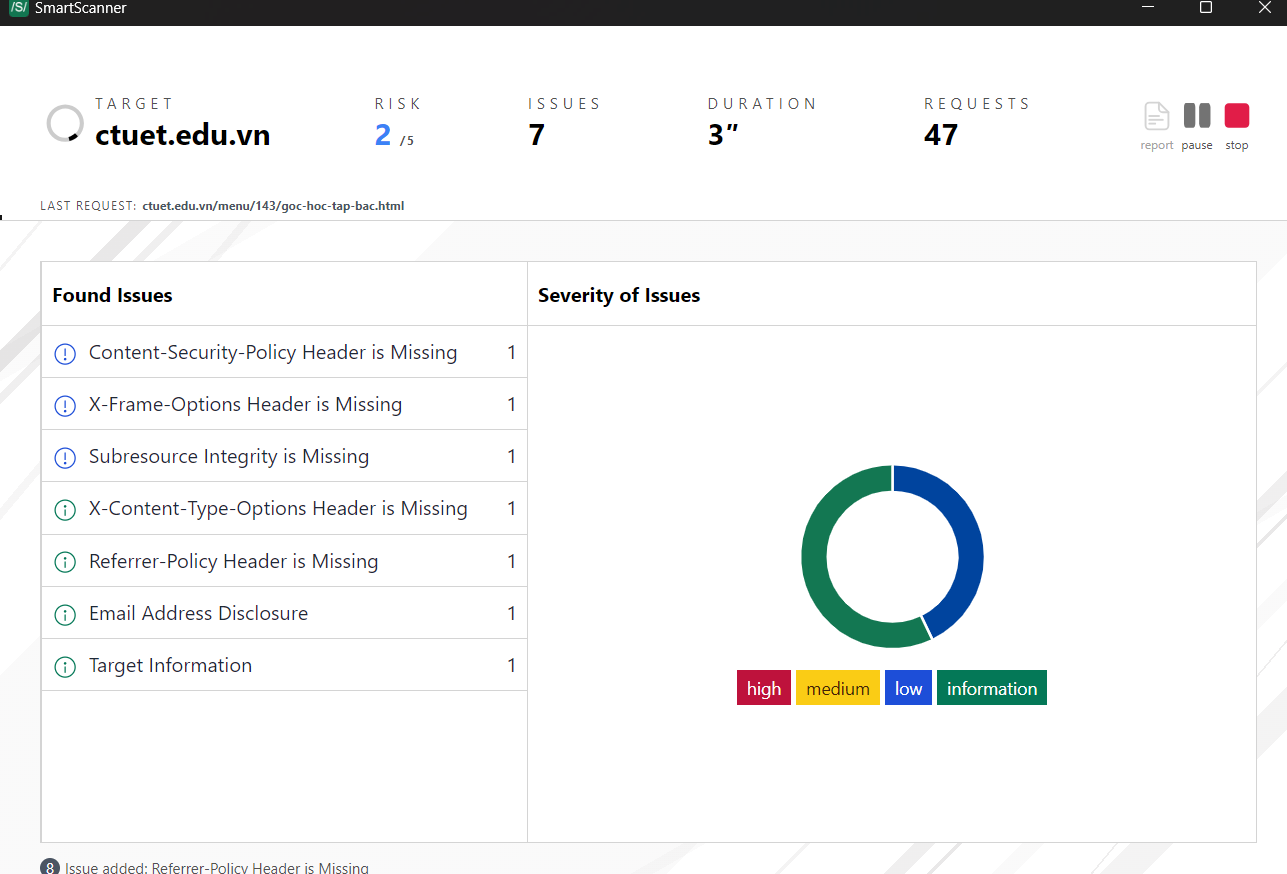 /S/ SmartScanner
TARGET RISK ISSUES DURATION REQUESTS
ctuet.edu.vn 2 /5 7 3″ 47
report pause stop
LAST REQUEST: ctuet.edu.vn/menu/143/goc-hoc-tap-bac.html
Found Issues
Content-Security-Policy Header is Missing 1
X-Frame-Options Header is Missing 1
Subresource Integrity is Missing 1
X-Content-Type-Options Header is Missing 1
Referrer-Policy Header is Missing 1
Email Address Disclosure 1
Target Information 1
Severity of Issues
high medium low information
8 Issue added: Referrer-Policy Header is Missing